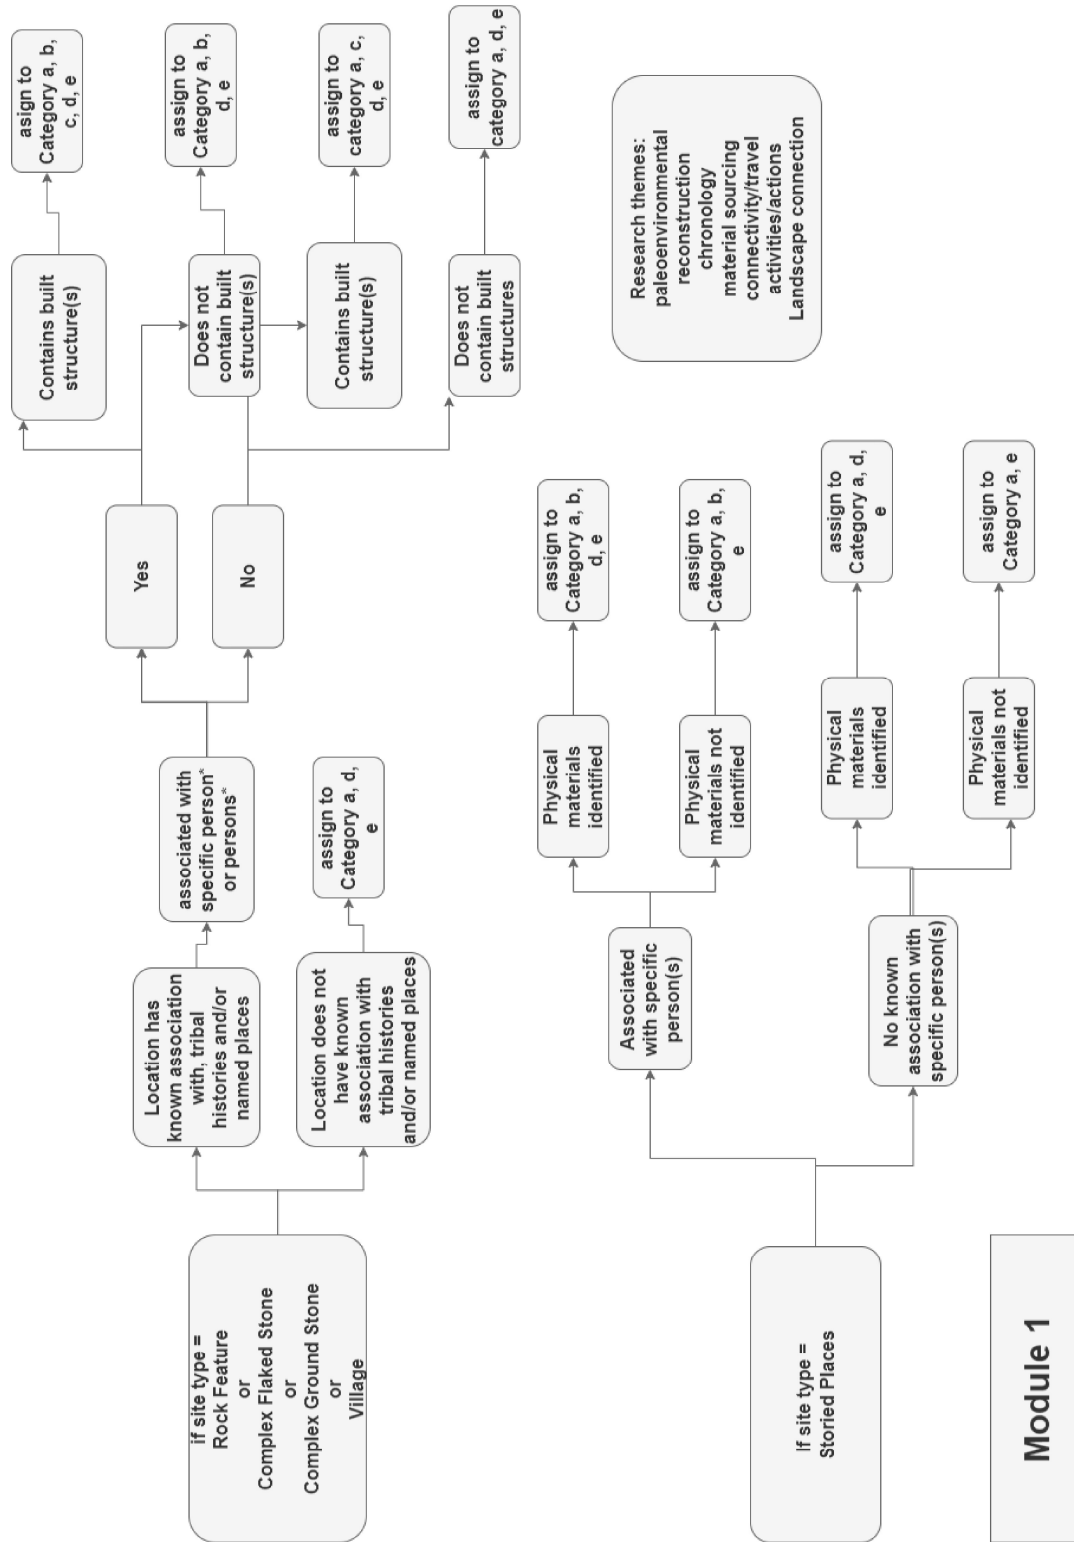 if site type =
Rock Feature
or
Complex Flaked Stone
or
Complex Ground Stone
or
Village
Location has
known association
with, tribal
histories and/or
named places
Location does not
have known
association with
tribal histories
and/or named places
associated with
specific person*
or persons*
assign to
Category a, d,
e
Yes
No
Contains built
structure(s)
Does not
contain built
structure(s)
Contains built
structure(s)
Does not
contain built
structures
asign to
Category a, b,
c, d, e
assign to
Category a, b,
d, e
assign to
category a, c,
d, e
assign to
category a, d, e
If site type =
Storied Places
Associated
with specific
person(s)
No known
association with
specific person(s)
Physical
materials
identified
Physical
materials not
identified
Physical
materials
identified
Physical
materials not
identified
assign to
Category a, b,
d, e
assign to
Category a, b,
e
assign to
Category a, d,
e
assign to
Category a, e
Research themes:
paleoenvironmental
reconstruction
chronology
material sourcing
connectivity/travel
activities/actions
Landscape connection
Module 1